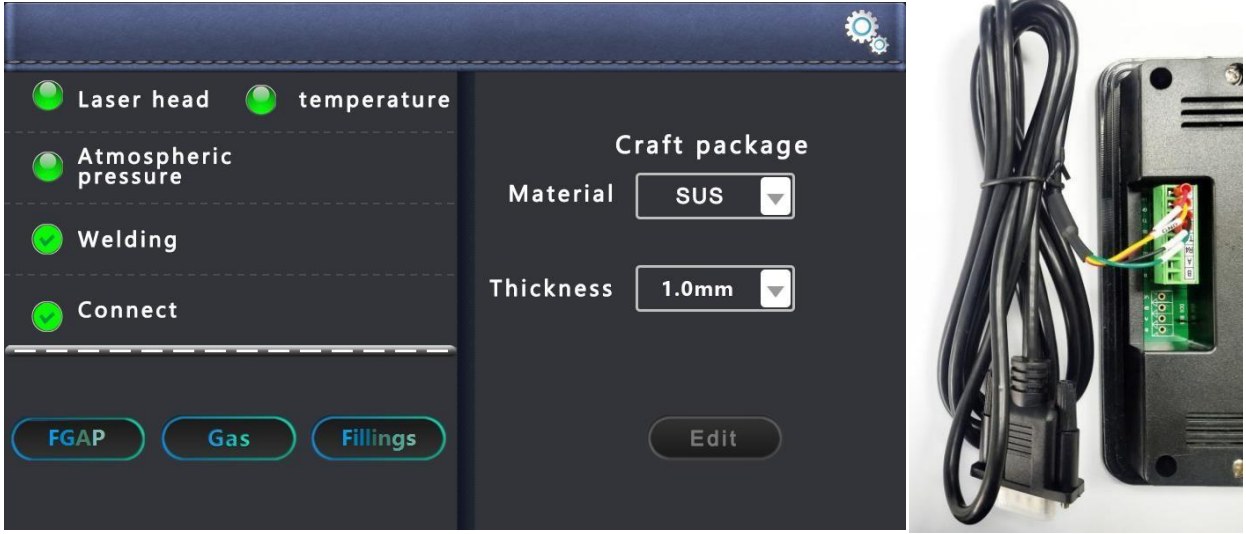 Laser head
temperature
Atmospheric
pressure
Welding
Connect
FGAP
Gas
Fillings
Craft package
Material
SUS
Thickness
1.0mm
Edit
A
B